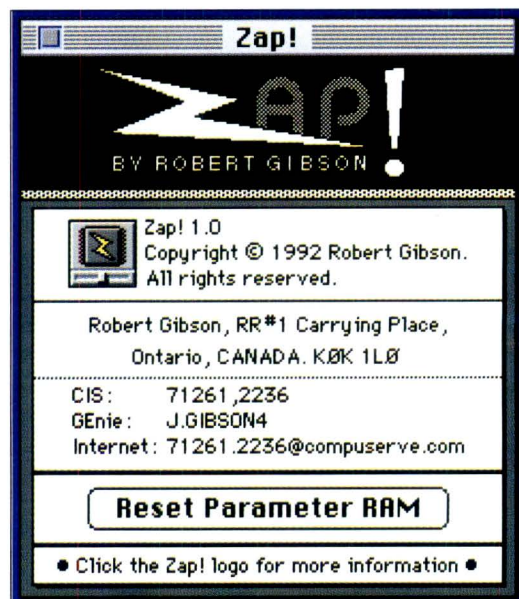 Zap!
ZAP!
BY ROBERT GIBSON
Zap! 1.0
Copyright © 1992 Robert Gibson.
All rights reserved.
Robert Gibson, RR#1 Carrying Place,
Ontario, CANADA. KØK 1LØ
CIS: 71261,2236
GEnie: J.GIBSON4
Internet: 71261.2236@compuserve.com
Reset Parameter RAM
• Click the Zap! logo for more information •